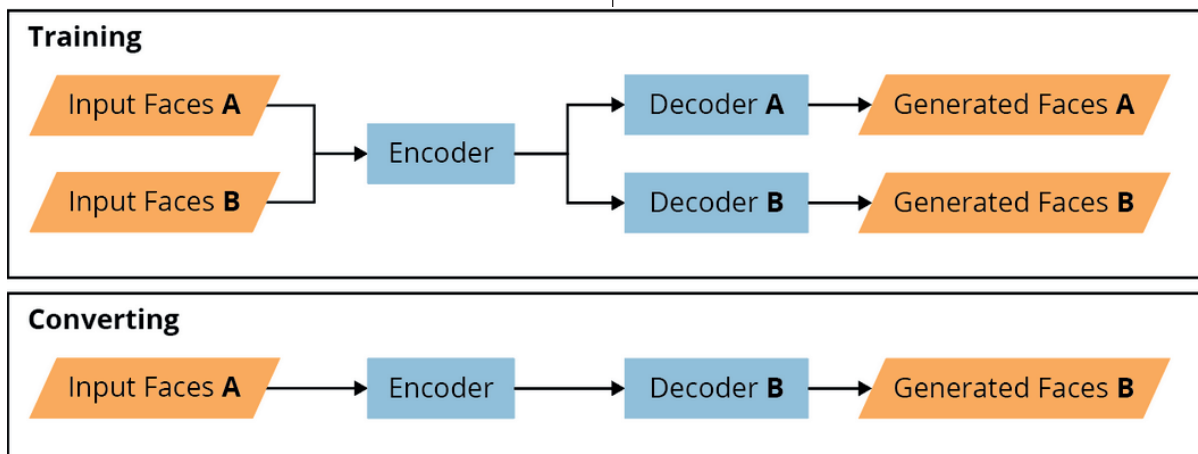 Training
Input Faces A
Decoder A
Generated Faces A
Encoder
Input Faces B
Decoder B
Generated Faces B
Converting
Input Faces A
Encoder
Decoder B
Generated Faces B